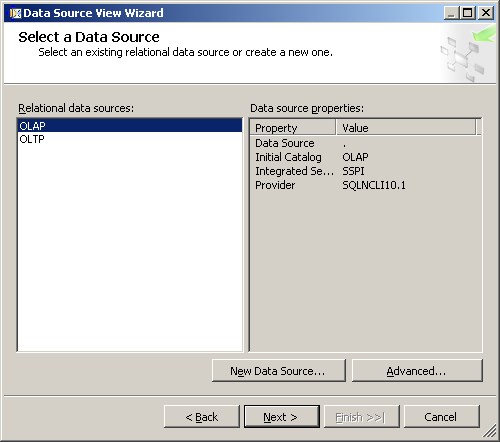 Data Source View Wizard
Select a Data Source
Select an existing relational data source or create a new one.
Relational data sources:
Data source properties:
OLAP
OLTP
Property Value
Data Source .
Initial Catalog OLAP
Integrated Se... SSPI
Provider SQLNCLI10.1
New Data Source... Advanced...
< Back Next > Finish >>| Cancel